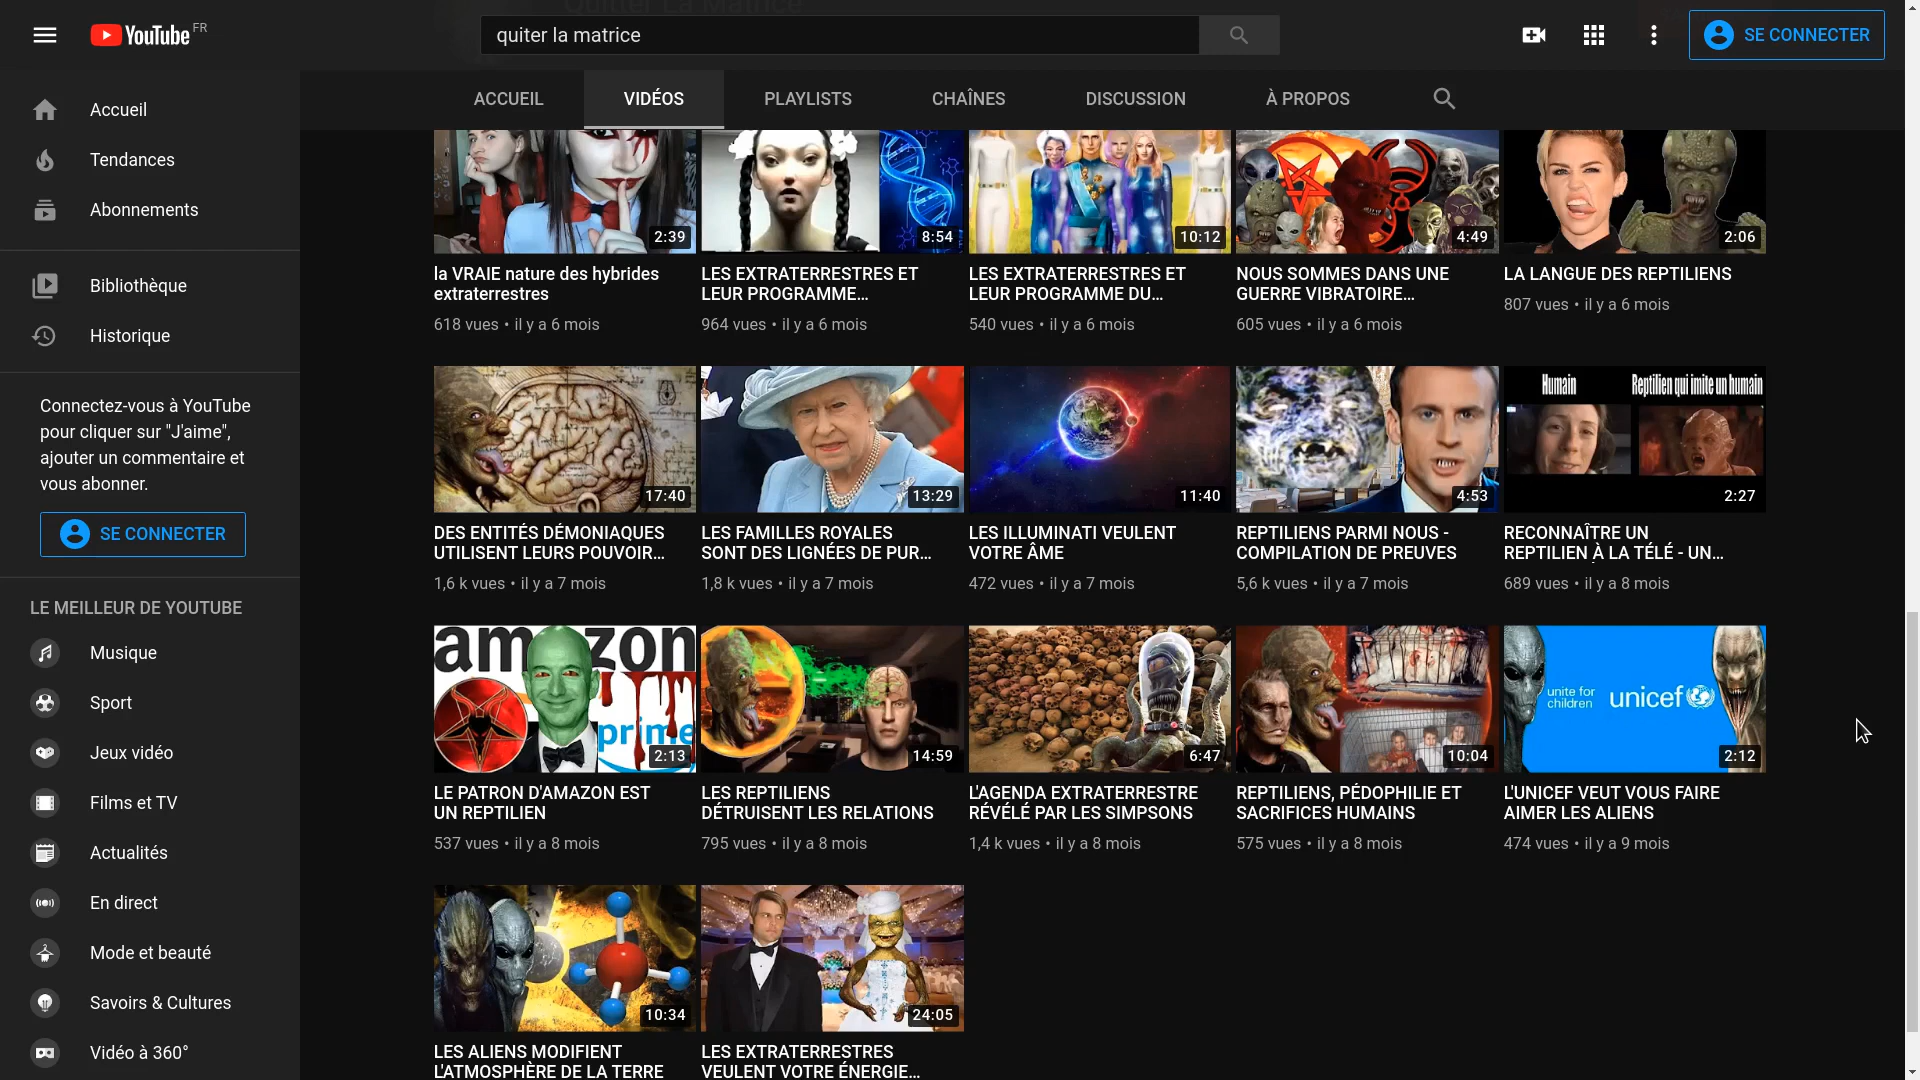 Quitter La Matrice
YouTube FR
quiter la matrice
SE CONNECTER
Accueil
Tendances
Abonnements
Bibliothèque
Historique
Connectez-vous à YouTube
pour cliquer sur "J'aime",
ajouter un commentaire et
vous abonner.
SE CONNECTER
LE MEILLEUR DE YOUTUBE
Musique
Sport
Jeux vidéo
Films et TV
Actualités
En direct
Mode et beauté
Savoirs & Cultures
Vidéo à 360°
ACCUEIL
VIDÉOS
PLAYLISTS
CHAÎNES
DISCUSSION
À PROPOS
2:39
la VRAIE nature des hybrides
extraterrestres
618 vues • il y a 6 mois
8:54
LES EXTRATERRESTRES ET
LEUR PROGRAMME...
964 vues • il y a 6 mois
10:12
LES EXTRATERRESTRES ET
LEUR PROGRAMME DU...
540 vues • il y a 6 mois
4:49
NOUS SOMMES DANS UNE
GUERRE VIBRATOIRE...
605 vues • il y a 6 mois
2:06
LA LANGUE DES REPTILIENS
807 vues • il y a 6 mois
17:40
DES ENTITÉS DÉMONIAQUES
UTILISENT LEURS POUVOIR...
1,6 k vues • il y a 7 mois
13:29
LES FAMILLES ROYALES
SONT DES LIGNÉES DE PUR...
1,8 k vues • il y a 7 mois
11:40
LES ILLUMINATI VEULENT
VOTRE ÂME
472 vues • il y a 7 mois
4:53
REPTILIENS PARMI NOUS -
COMPILATION DE PREUVES
5,6 k vues • il y a 7 mois
Humain
Reptilien qui imite un humain
2:27
RECONNAÎTRE UN
REPTILIEN À LA TÉLÉ - UN...
689 vues • il y a 8 mois
amazon
prime
2:13
LE PATRON D'AMAZON EST
UN REPTILIEN
537 vues • il y a 8 mois
14:59
LES REPTILIENS
DÉTRUISENT LES RELATIONS
795 vues • il y a 8 mois
6:47
L'AGENDA EXTRATERRESTRE
RÉVÉLÉ PAR LES SIMPSONS
1,4 k vues • il y a 8 mois
10:04
REPTILIENS, PÉDOPHILIE ET
SACRIFICES HUMAINS
575 vues • il y a 8 mois
unite for
children
unicef
2:12
L'UNICEF VEUT VOUS FAIRE
AIMER LES ALIENS
474 vues • il y a 9 mois
10:34
LES ALIENS MODIFIENT
L'ATMOSPHÈRE DE LA TERRE
24:05
LES EXTRATERRESTRES
VEULENT VOTRE ÉNERGIE...